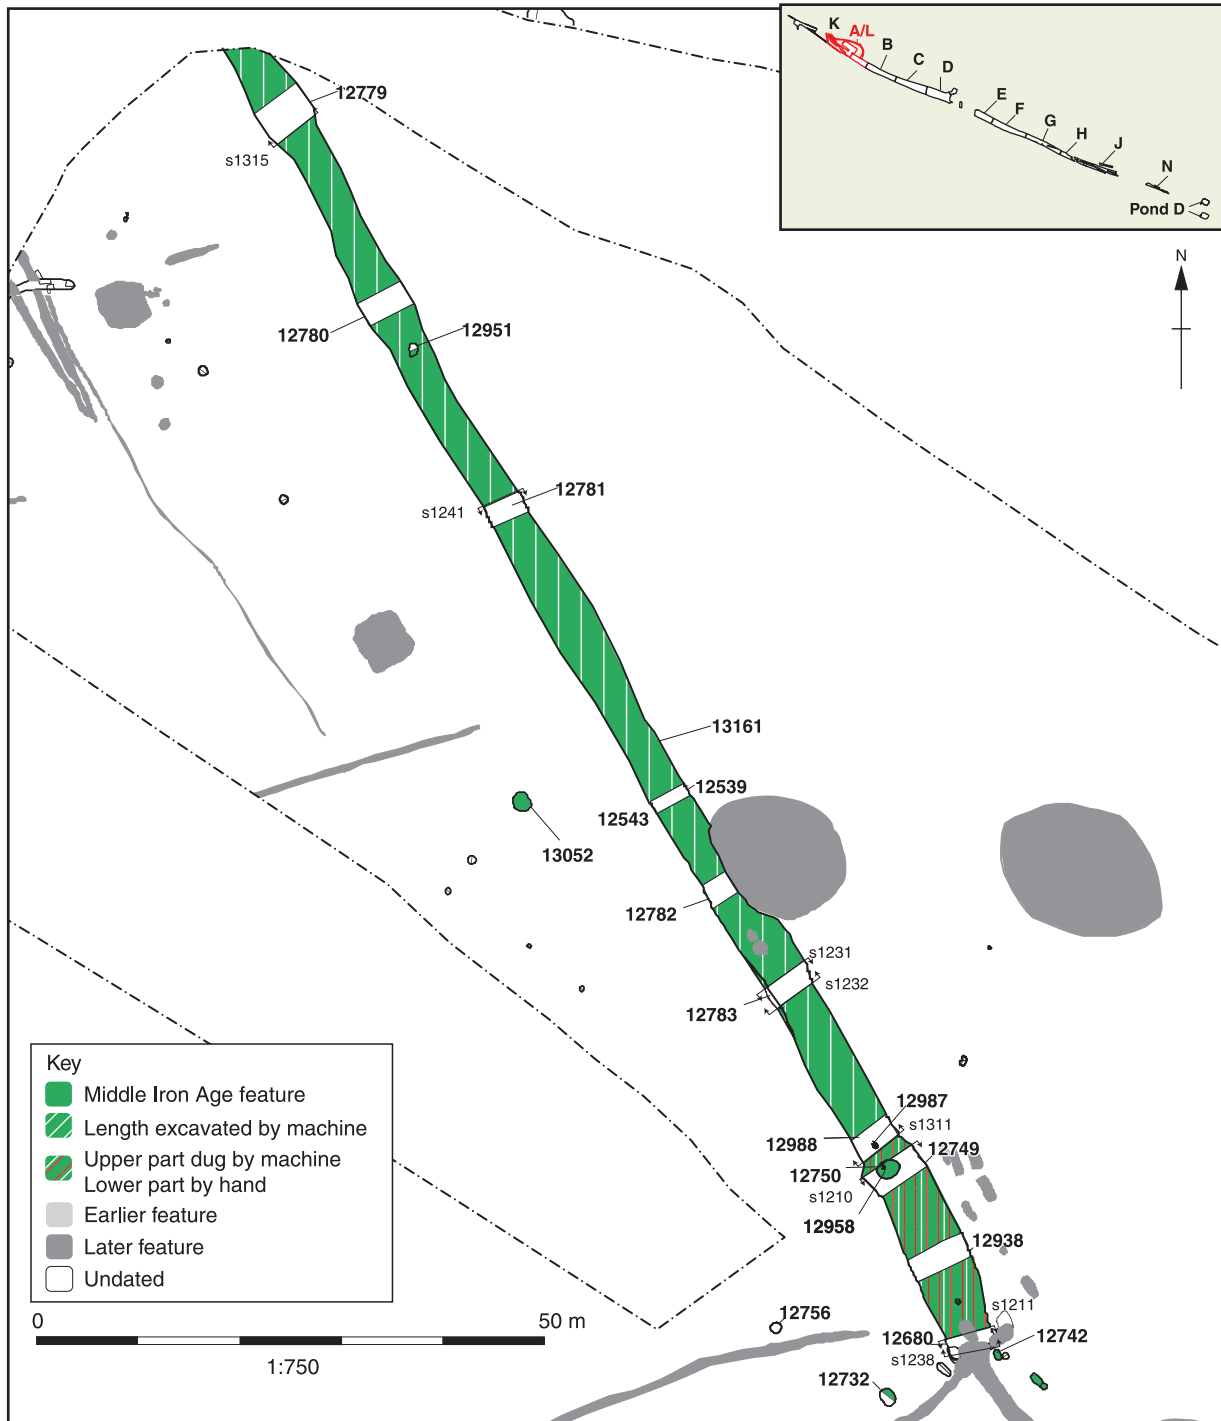 K
A/L
B
C
D
E
F
G
H
J
N
Pond D
N
12779
s1315
12780
12951
12781
s1241
13161
12539
12543
13052
12782
s1231
s1232
12783
12987
s1311
12988
12749
12750
s1210
12958
12938
s1211
12756
12680
12742
s1238
12732
Key
Middle Iron Age feature
Length excavated by machine
Upper part dug by machine
Lower part by hand
Earlier feature
Later feature
Undated
0 50 m
1:750